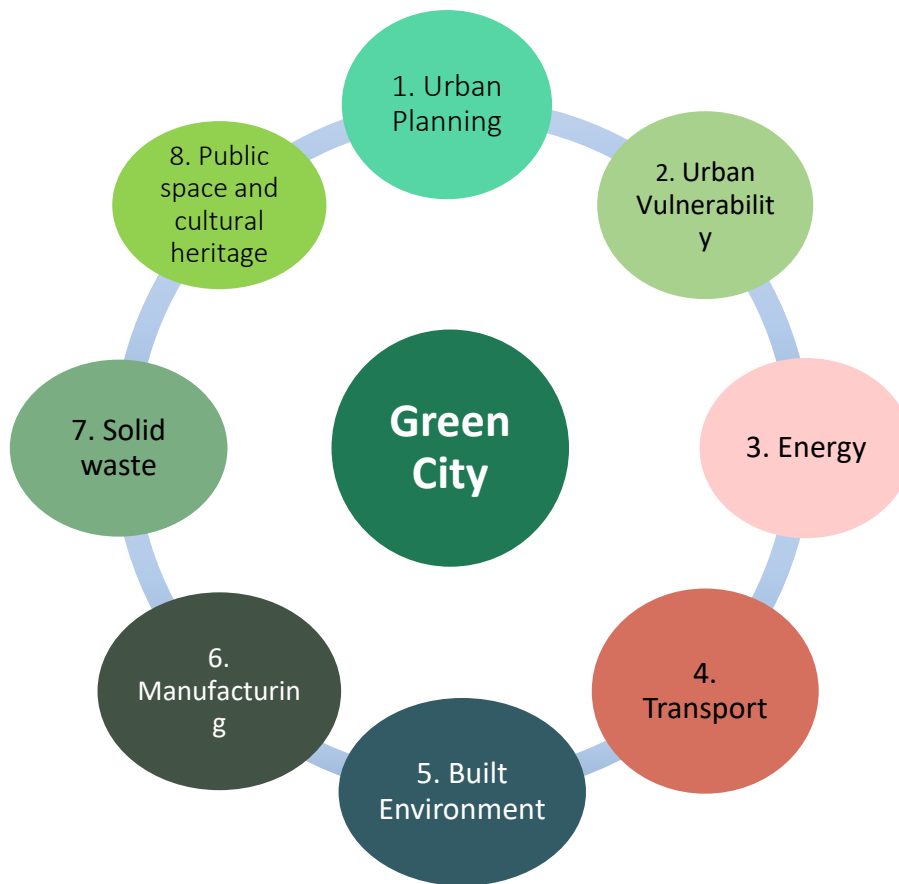 1. Urban
Planning
2. Urban
Vulnerabilit
y
3. Energy
4.
Transport
5. Built
Environment
6.
Manufacturin
g
7. Solid
waste
8. Public
space and
cultural
heritage
Green
City